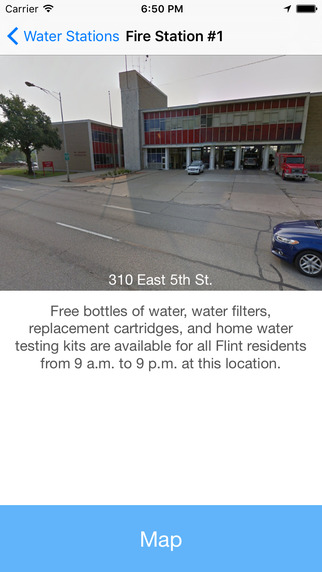 Carrier 6:50 PM
Water Stations Fire Station #1
310 East 5th St.
Free bottles of water, water filters,
replacement cartridges, and home water
testing kits are available for all Flint residents
from 9 a.m. to 9 p.m. at this location.
Map